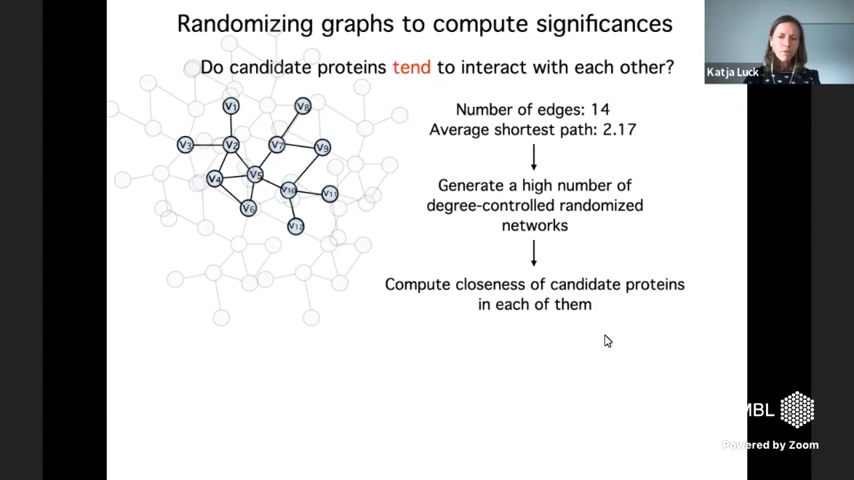 Randomizing graphs to compute significances
Do candidate proteins tend to interact with each other?
Katja Luck
V1
V8
V3
V2
V7
V9
V4
V5
V10
V11
V6
V12
Number of edges: 14
Average shortest path: 2.17
Generate a high number of
degree-controlled randomized
networks
Compute closeness of candidate proteins
in each of them
MBL
Powered by Zoom